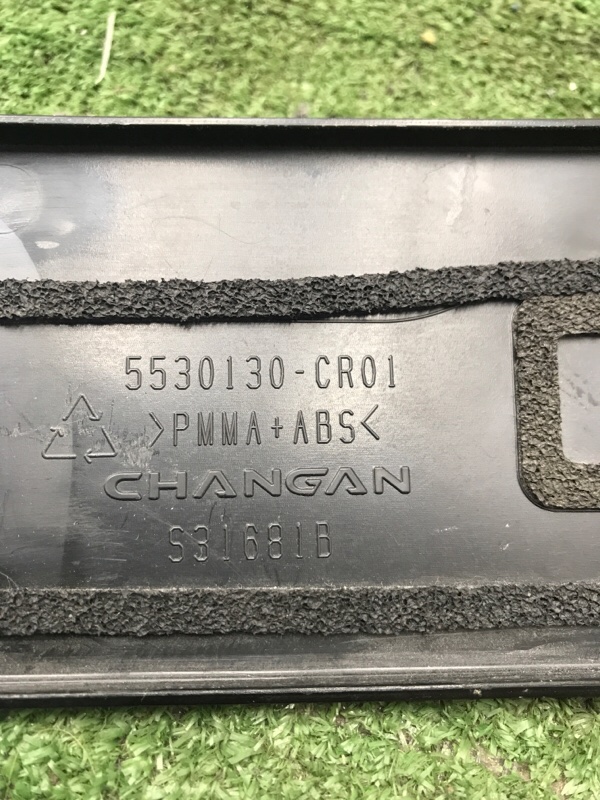 5530130-CR01
>PMMA+ABS<
CHANGAN
S31681B